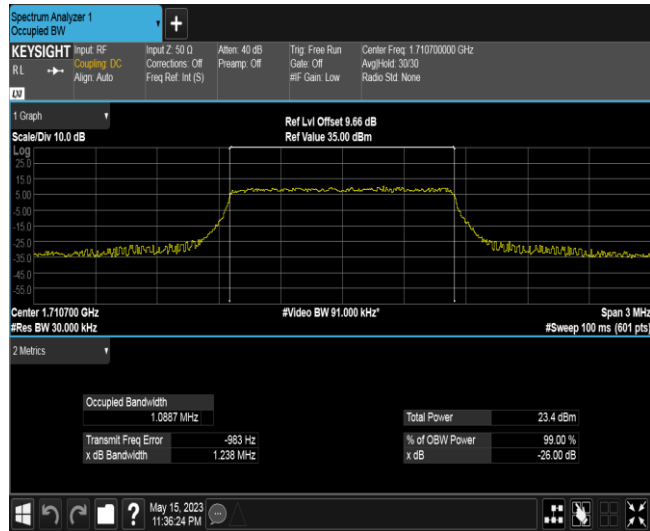 Spectrum Analyzer 1
Occupied BW
+
KEYSIGHT
RL
LXI
Input: RF
Coupling: DC
Align: Auto
Input Z: 50 Ω
Corrections: Off
Freq Ref: Int (S)
Atten: 40 dB
Preamp: Off
Trig: Free Run
Gate: Off
#IF Gain: Low
Center Freq: 1.710700000 GHz
Avg|Hold: 30/30
Radio Std: None
1 Graph
Scale/Div 10.0 dB
Ref Lvl Offset 9.66 dB
Ref Value 35.00 dBm
Log
25.0
15.0
5.00
-5.00
-15.0
-25.0
-35.0
-45.0
-55.0
Center 1.710700 GHz
#Res BW 30.000 kHz
#Video BW 91.000 kHz*
Span 3 MHz
#Sweep 100 ms (601 pts)
2 Metrics
Occupied Bandwidth
1.0887 MHz
Transmit Freq Error -983 Hz
x dB Bandwidth 1.238 MHz
Total Power 23.4 dBm
% of OBW Power 99.00 %
x dB -26.00 dB
?
May 15, 2023
11:36:24 PM